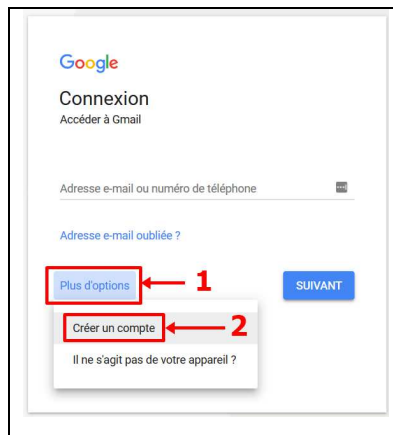 Google
Connexion
Accéder à Gmail
Adresse e-mail ou numéro de téléphone
Adresse e-mail oubliée ?
Plus d'options 1 SUIVANT
Créer un compte 2
Il ne s'agit pas de votre appareil ?